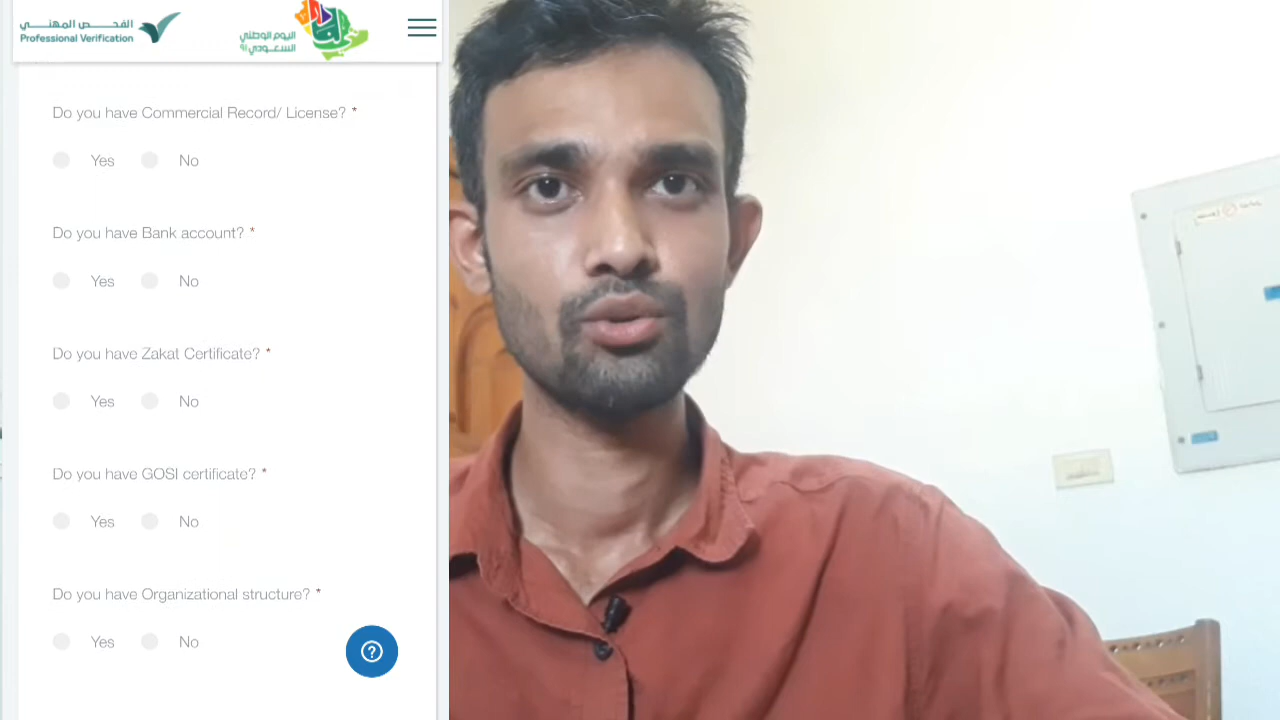 الفحص المهني
Professional Verification
اليوم الوطني
السعودي 91
Do you have Commercial Record/ License? *
Yes No
Do you have Bank account? *
Yes No
Do you have Zakat Certificate? *
Yes No
Do you have GOSI certificate? *
Yes No
Do you have Organizational structure? *
Yes No
?